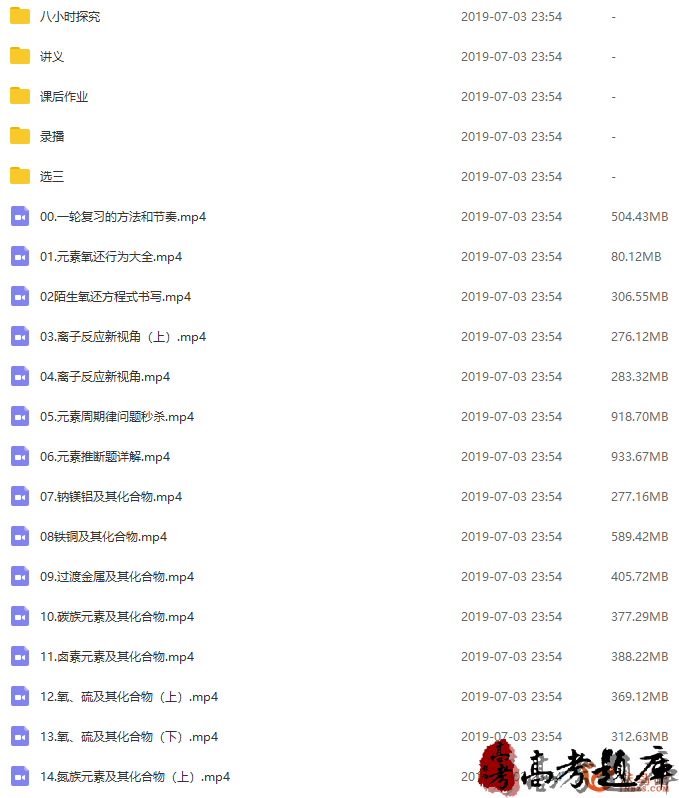 八小时探究 2019-07-03 23:54 -
讲义 2019-07-03 23:54 -
课后作业 2019-07-03 23:54 -
录播 2019-07-03 23:54 -
选三 2019-07-03 23:54 -
00.一轮复习的方法和节奏.mp4 2019-07-03 23:54 504.43MB
01.元素氧还行为大全.mp4 2019-07-03 23:54 80.12MB
02陌生氧还方程式书写.mp4 2019-07-03 23:54 306.55MB
03.离子反应新视角（上）.mp4 2019-07-03 23:54 276.12MB
04.离子反应新视角.mp4 2019-07-03 23:54 283.32MB
05.元素周期律问题秒杀.mp4 2019-07-03 23:54 918.70MB
06.元素推断题详解.mp4 2019-07-03 23:54 933.67MB
07.钠镁铝及其化合物.mp4 2019-07-03 23:54 277.16MB
08铁铜及其化合物.mp4 2019-07-03 23:54 589.42MB
09.过渡金属及其化合物.mp4 2019-07-03 23:54 405.72MB
10.碳族元素及其化合物.mp4 2019-07-03 23:54 377.29MB
11.卤素元素及其化合物.mp4 2019-07-03 23:54 388.22MB
12.氧、硫及其化合物（上）.mp4 2019-07-03 23:54 369.12MB
13.氧、硫及其化合物（下）.mp4 2019-07-03 23:54 312.63MB
14.氮族元素及其化合物（上）.mp4
高考 高考题库